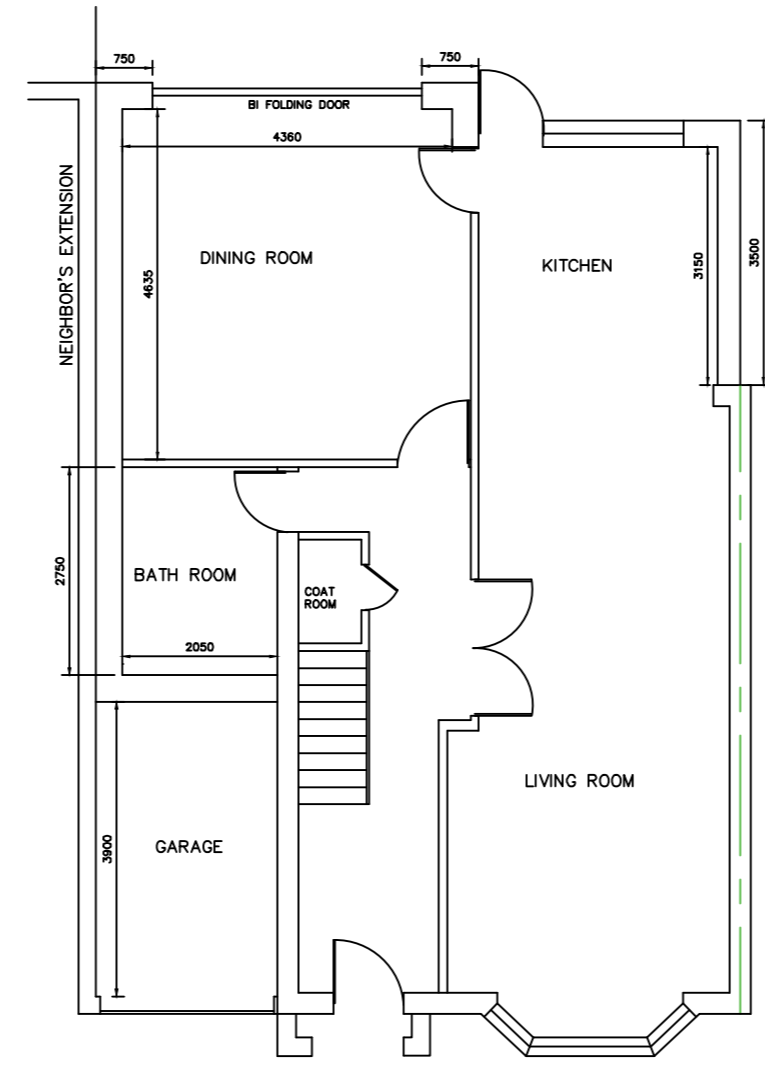 750
750
BI FOLDING DOOR
4360
NEIGHBOR'S EXTENSION
4635
DINING ROOM
KITCHEN
3150
3500
2750
BATH ROOM
COAT
ROOM
2050
LIVING ROOM
3900
GARAGE